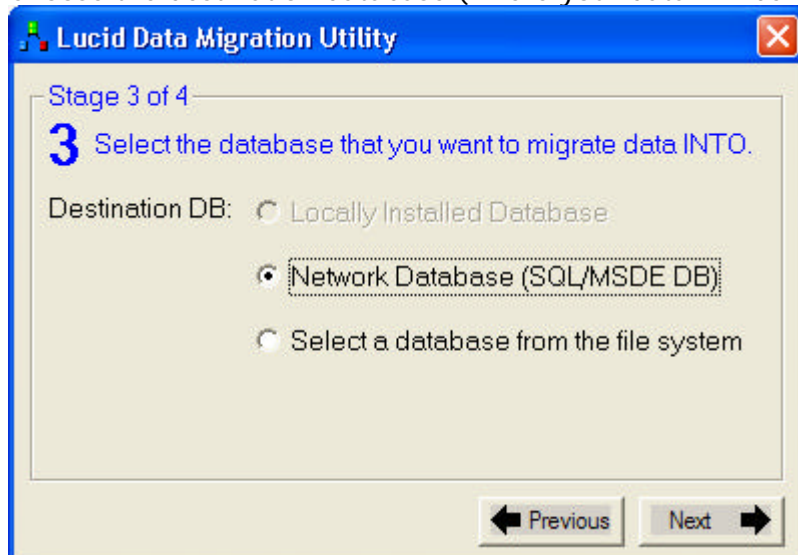 Lucid Data Migration Utility
Stage 3 of 4
3 Select the database that you want to migrate data INTO.
Destination DB:
Locally Installed Database
Network Database (SQL/MSDE DB)
Select a database from the file system
Previous
Next